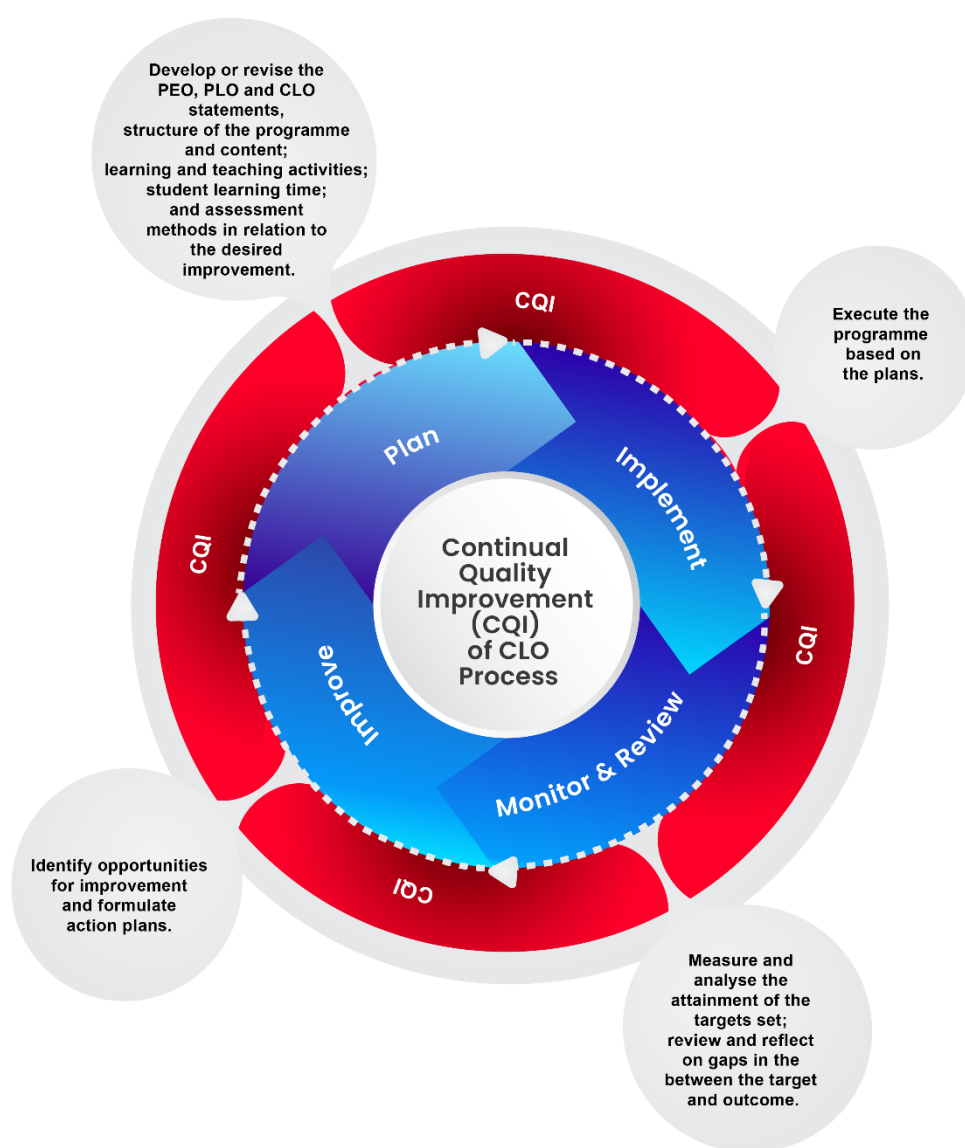 Develop or revise the
PEO, PLO and CLO
statements,
structure of the programme
and content;
learning and teaching activities;
student learning time;
and assessment
methods in relation to
the desired
improvement.
CQI
Execute the
programme
based on
the plans.
Plan
Implement
CQI
Continual
Quality
Improvement
(CQI)
of CLO
Process
CQI
Improve
Monitor & Review
Identify opportunities
for improvement
and formulate
action plans.
CQI
Measure and
analyse the
attainment of the
targets set;
review and reflect
on gaps in the
between the target
and outcome.